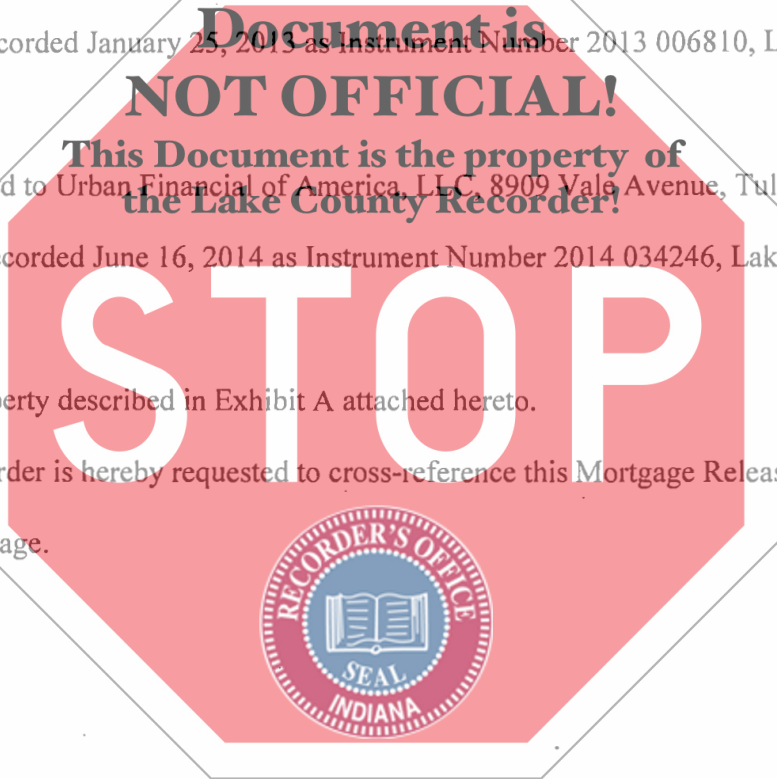 Document is
corded January 25, 2013 as Instrument Number 2013 006810, L
NOT OFFICIAL!
This Document is the property of
d to Urban Financial of America, LLC, 8909 Vale Avenue, Tul
the Lake County Recorder!
corded June 16, 2014 as Instrument Number 2014 034246, Lak
STOP
erty described in Exhibit A attached hereto.
rder is hereby requested to cross-reference this Mortgage Releas
age.
RECORDER'S OFFICE
SEAL
INDIANA